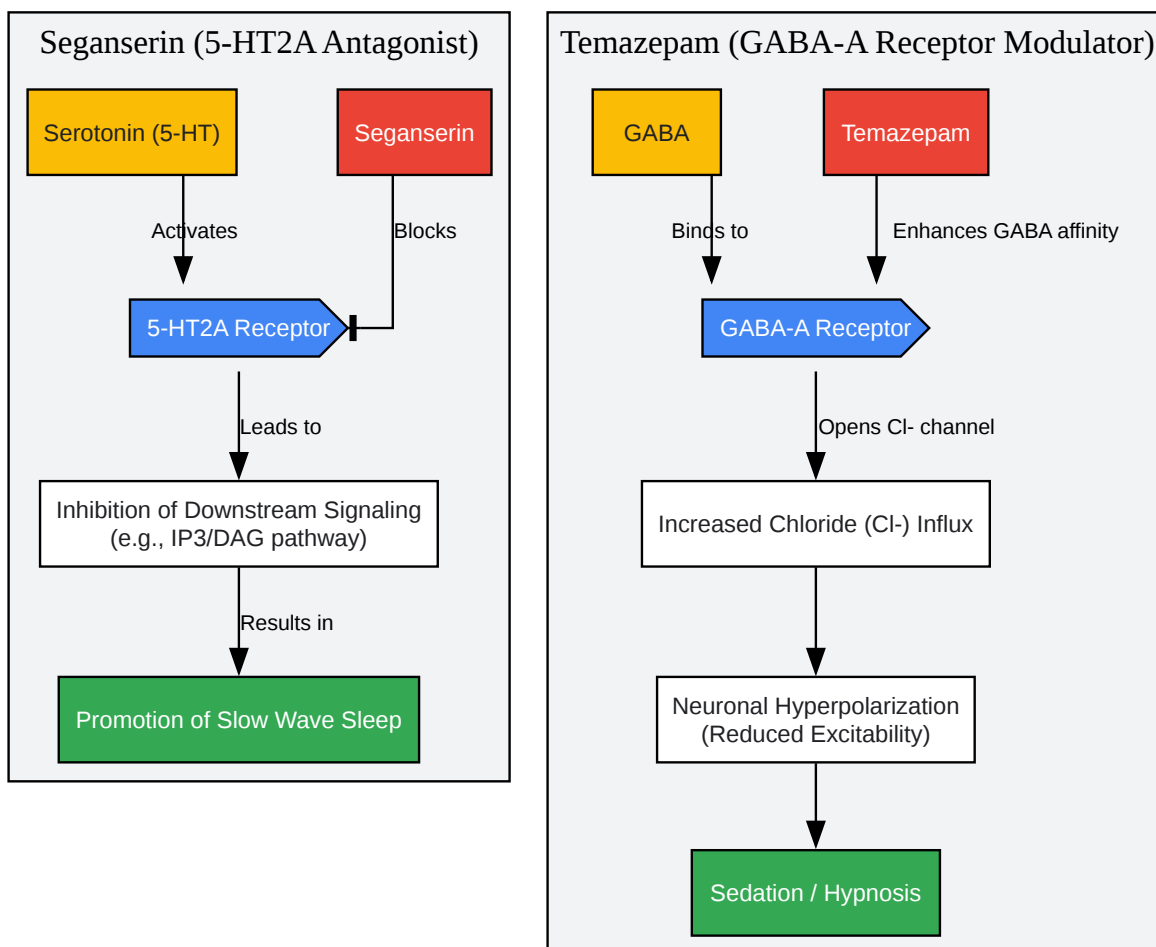 Seganserin (5-HT2A Antagonist)
Serotonin (5-HT)
Seganserin
Activates
Blocks
5-HT2A Receptor
Leads to
Inhibition of Downstream Signaling
(e.g., IP3/DAG pathway)
Results in
Promotion of Slow Wave Sleep
Temazepam (GABA-A Receptor Modulator)
GABA
Temazepam
Binds to
Enhances GABA affinity
GABA-A Receptor
Opens Cl- channel
Increased Chloride (Cl-) Influx
Neuronal Hyperpolarization
(Reduced Excitability)
Sedation / Hypnosis